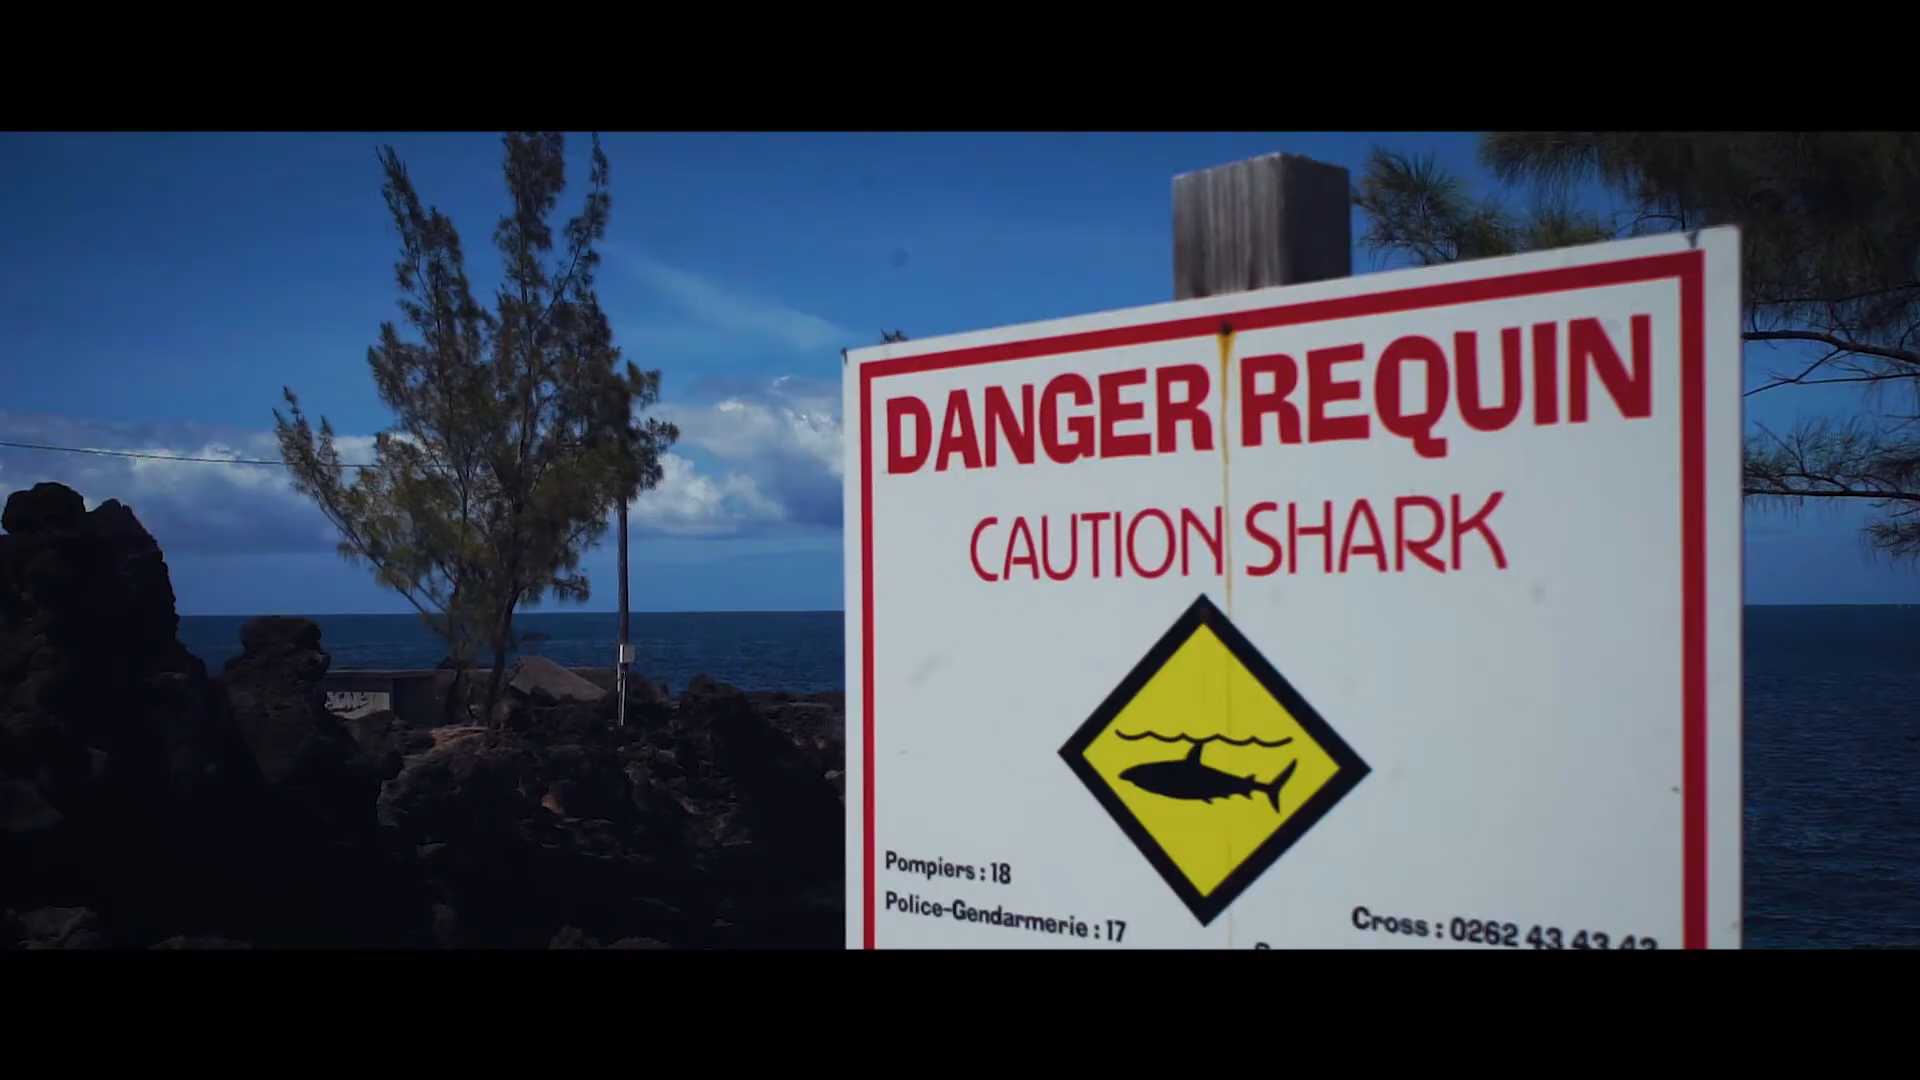 DANGER REQUIN
CAUTION SHARK
Pompiers : 18
Police-Gendarmerie : 17
Cross : 0262 43 43 43